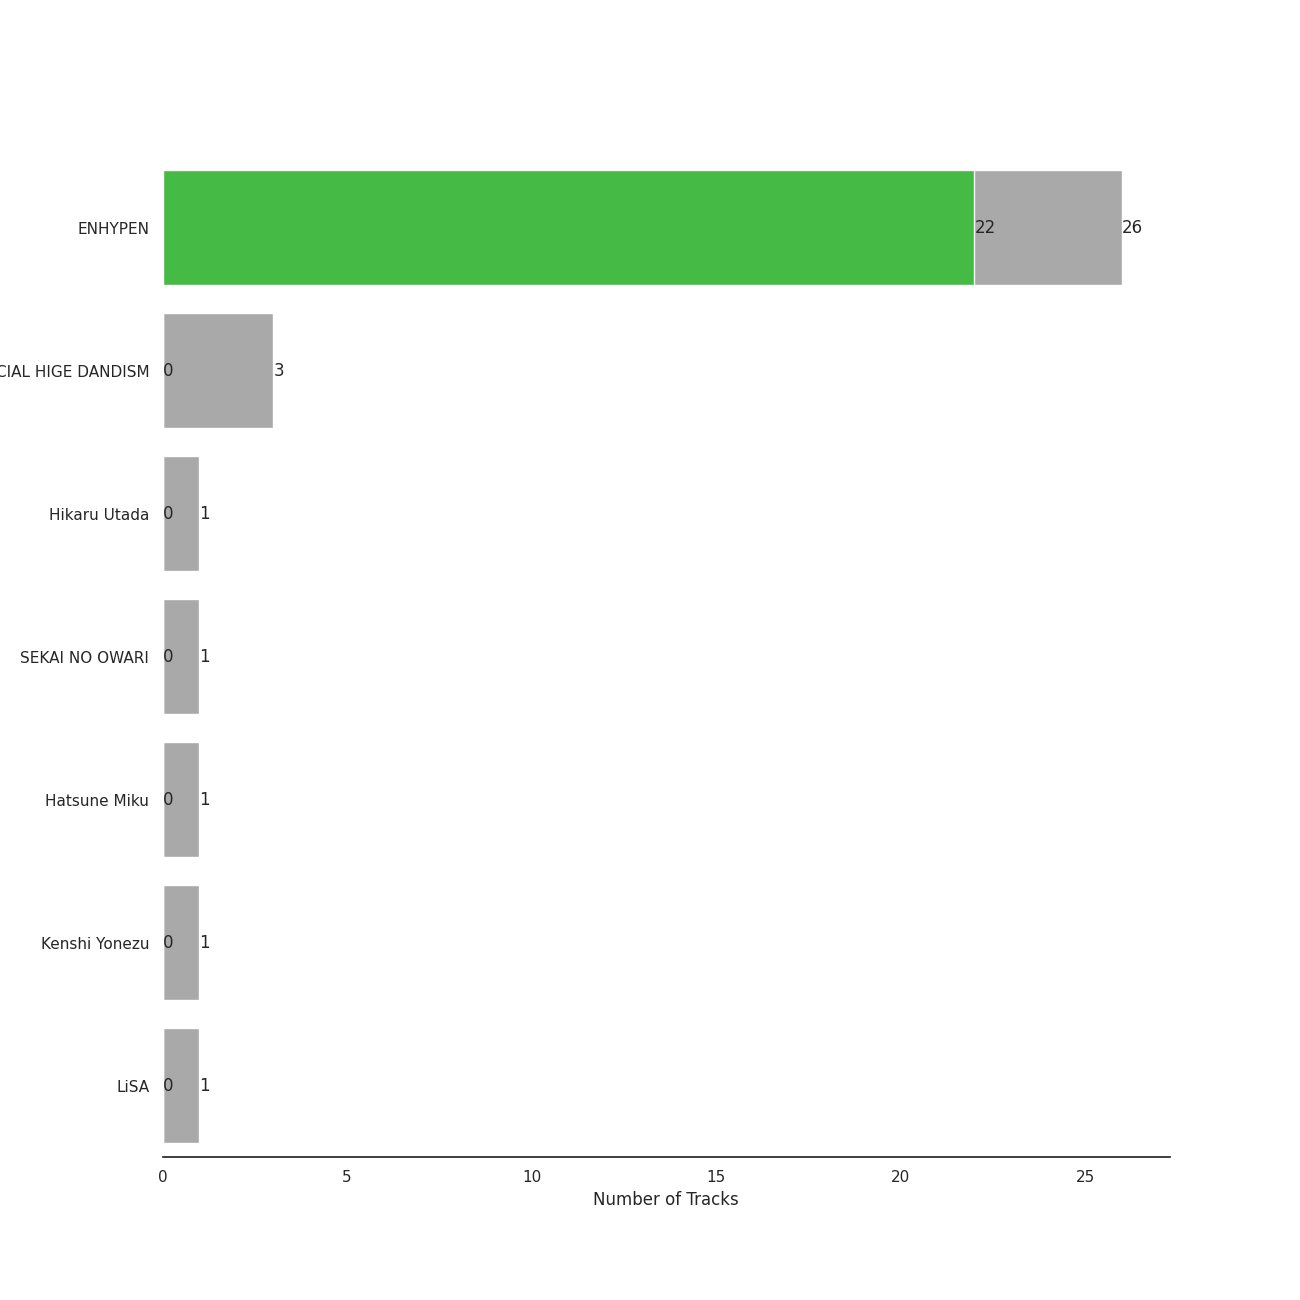 ENHYPEN 22 26
CIAL HIGE DANDISM 0 3
Hikaru Utada 0 1
SEKAI NO OWARI 0 1
Hatsune Miku 0 1
Kenshi Yonezu 0 1
LiSA 0 1
0 5 10 15 20 25
Number of Tracks